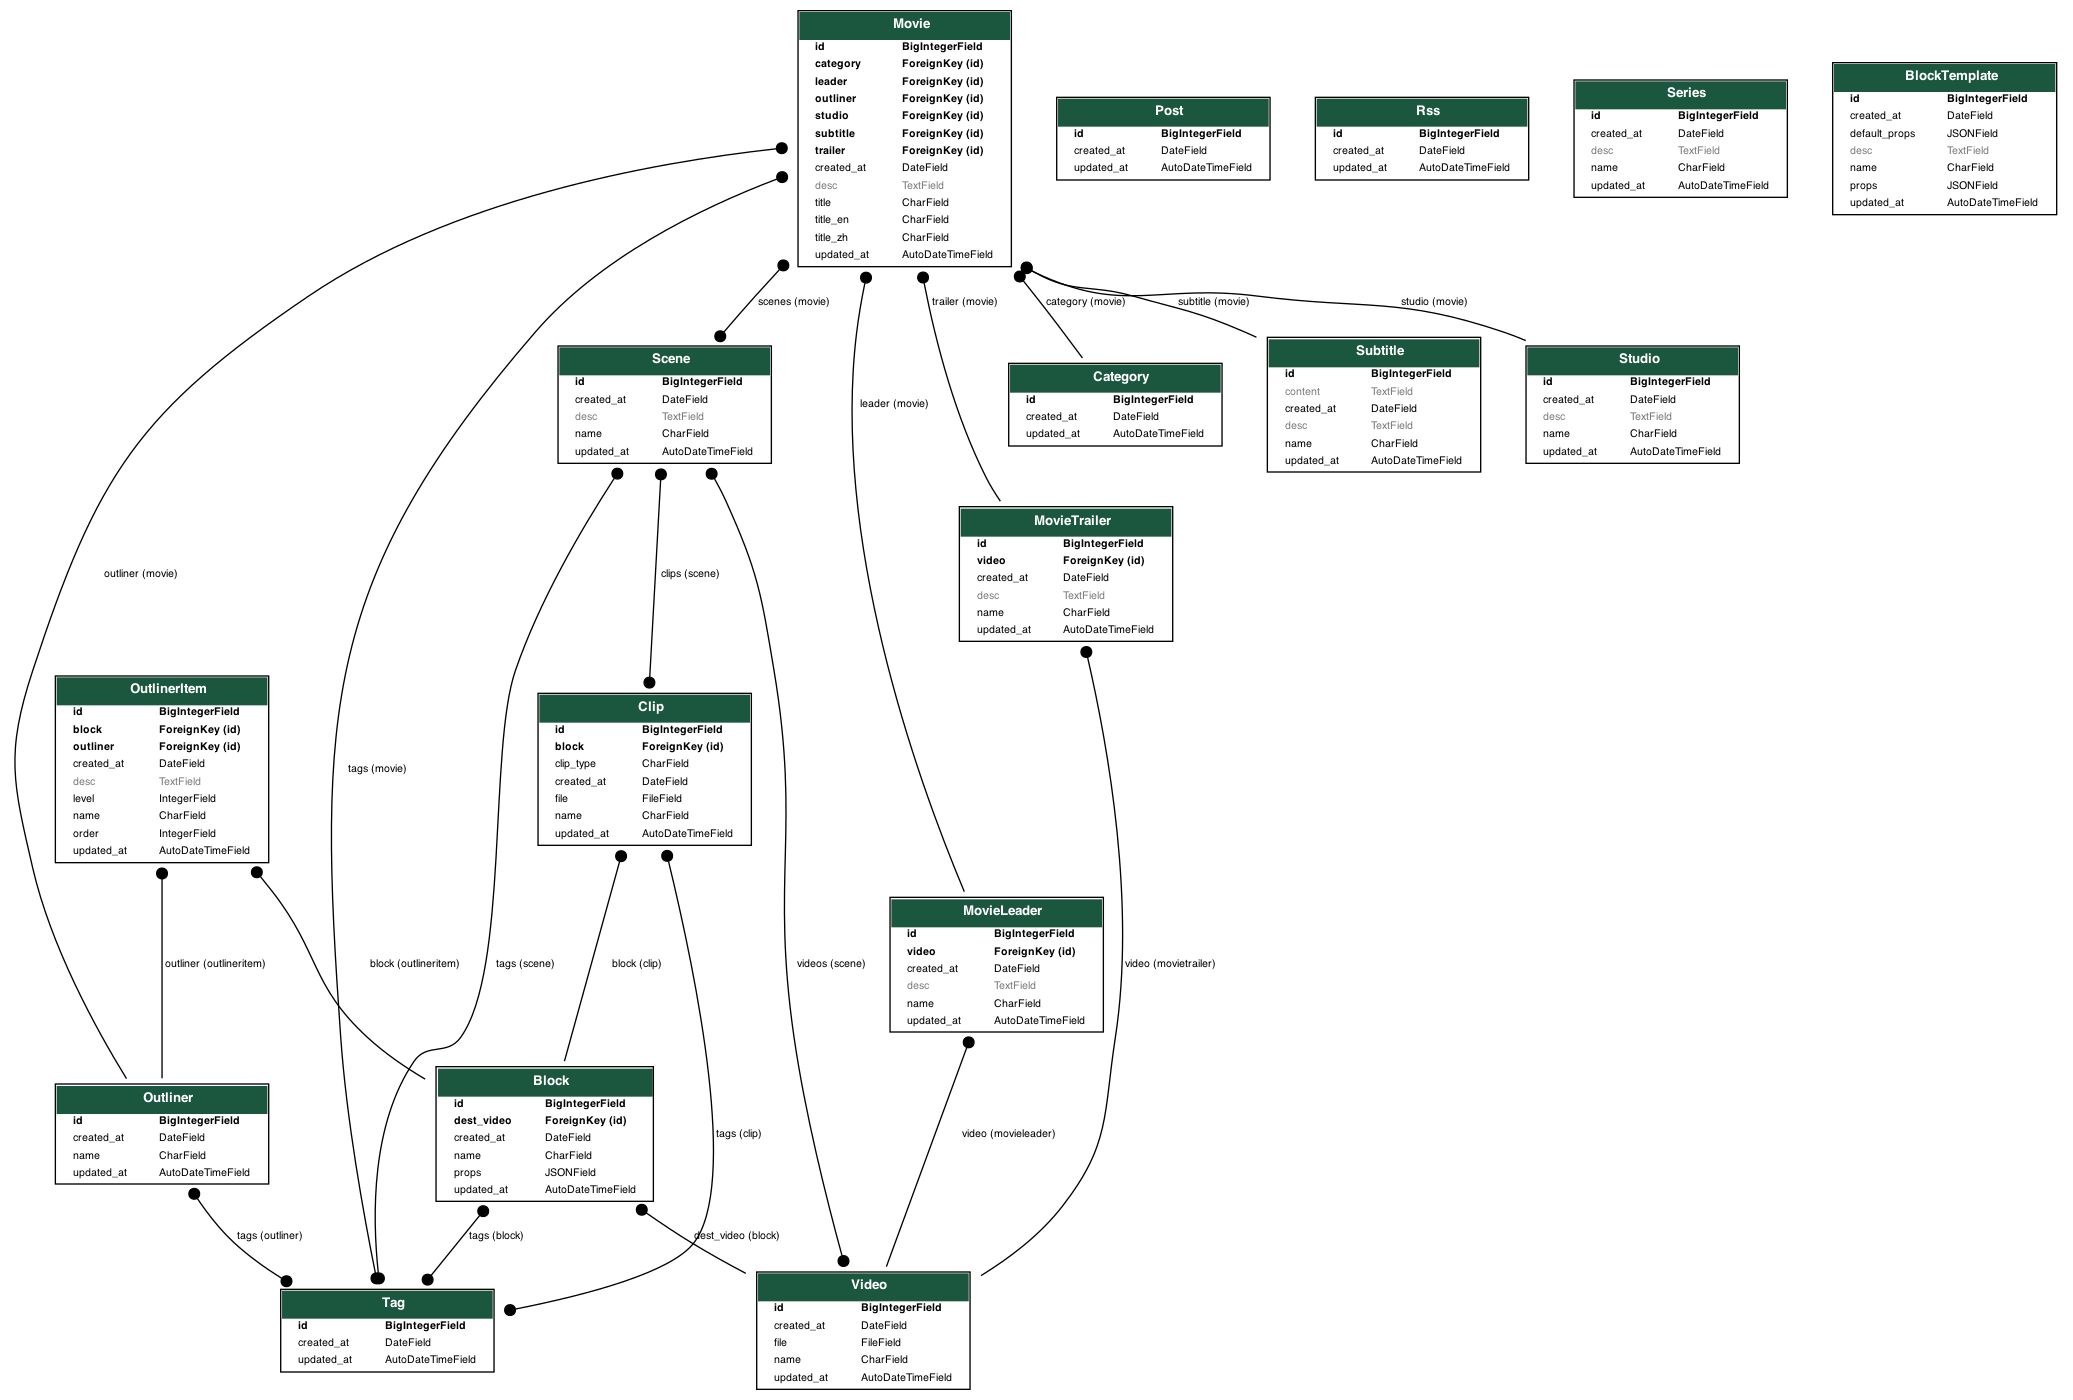 Movie
id BigIntegerField
category ForeignKey (id)
leader ForeignKey (id)
outliner ForeignKey (id)
studio ForeignKey (id)
subtitle ForeignKey (id)
trailer ForeignKey (id)
created_at DateField
desc TextField
title CharField
title_en CharField
title_zh CharField
updated_at AutoDateTimeField
Post
id BigIntegerField
created_at DateField
updated_at AutoDateTimeField
Rss
id BigIntegerField
created_at DateField
updated_at AutoDateTimeField
Series
id BigIntegerField
created_at DateField
desc TextField
name CharField
updated_at AutoDateTimeField
BlockTemplate
id BigIntegerField
created_at DateField
default_props JSONField
desc TextField
name CharField
props JSONField
updated_at AutoDateTimeField
scenes (movie)
trailer (movie)
category (movie)
subtitle (movie)
studio (movie)
Scene
id BigIntegerField
created_at DateField
desc TextField
name CharField
updated_at AutoDateTimeField
leader (movie)
Category
id BigIntegerField
created_at DateField
updated_at AutoDateTimeField
Subtitle
id BigIntegerField
content TextField
created_at DateField
desc TextField
name CharField
updated_at AutoDateTimeField
Studio
id BigIntegerField
created_at DateField
desc TextField
name CharField
updated_at AutoDateTimeField
outliner (movie)
clips (scene)
MovieTrailer
id BigIntegerField
video ForeignKey (id)
created_at DateField
desc TextField
name CharField
updated_at AutoDateTimeField
OutlinerItem
id BigIntegerField
block ForeignKey (id)
outliner ForeignKey (id)
created_at DateField
desc TextField
level IntegerField
name CharField
order IntegerField
updated_at AutoDateTimeField
tags (movie)
Clip
id BigIntegerField
block ForeignKey (id)
clip_type CharField
created_at DateField
file FileField
name CharField
updated_at AutoDateTimeField
MovieLeader
id BigIntegerField
video ForeignKey (id)
created_at DateField
desc TextField
name CharField
updated_at AutoDateTimeField
outliner (outlineritem)
block (outlineritem)
tags (scene)
block (clip)
videos (scene)
video (movietrailer)
Outliner
id BigIntegerField
created_at DateField
name CharField
updated_at AutoDateTimeField
Block
id BigIntegerField
dest_video ForeignKey (id)
created_at DateField
name CharField
props JSONField
updated_at AutoDateTimeField
tags (clip)
video (movieleader)
tags (outliner)
tags (block)
dest_video (block)
Tag
id BigIntegerField
created_at DateField
updated_at AutoDateTimeField
Video
id BigIntegerField
created_at DateField
file FileField
name CharField
updated_at AutoDateTimeField